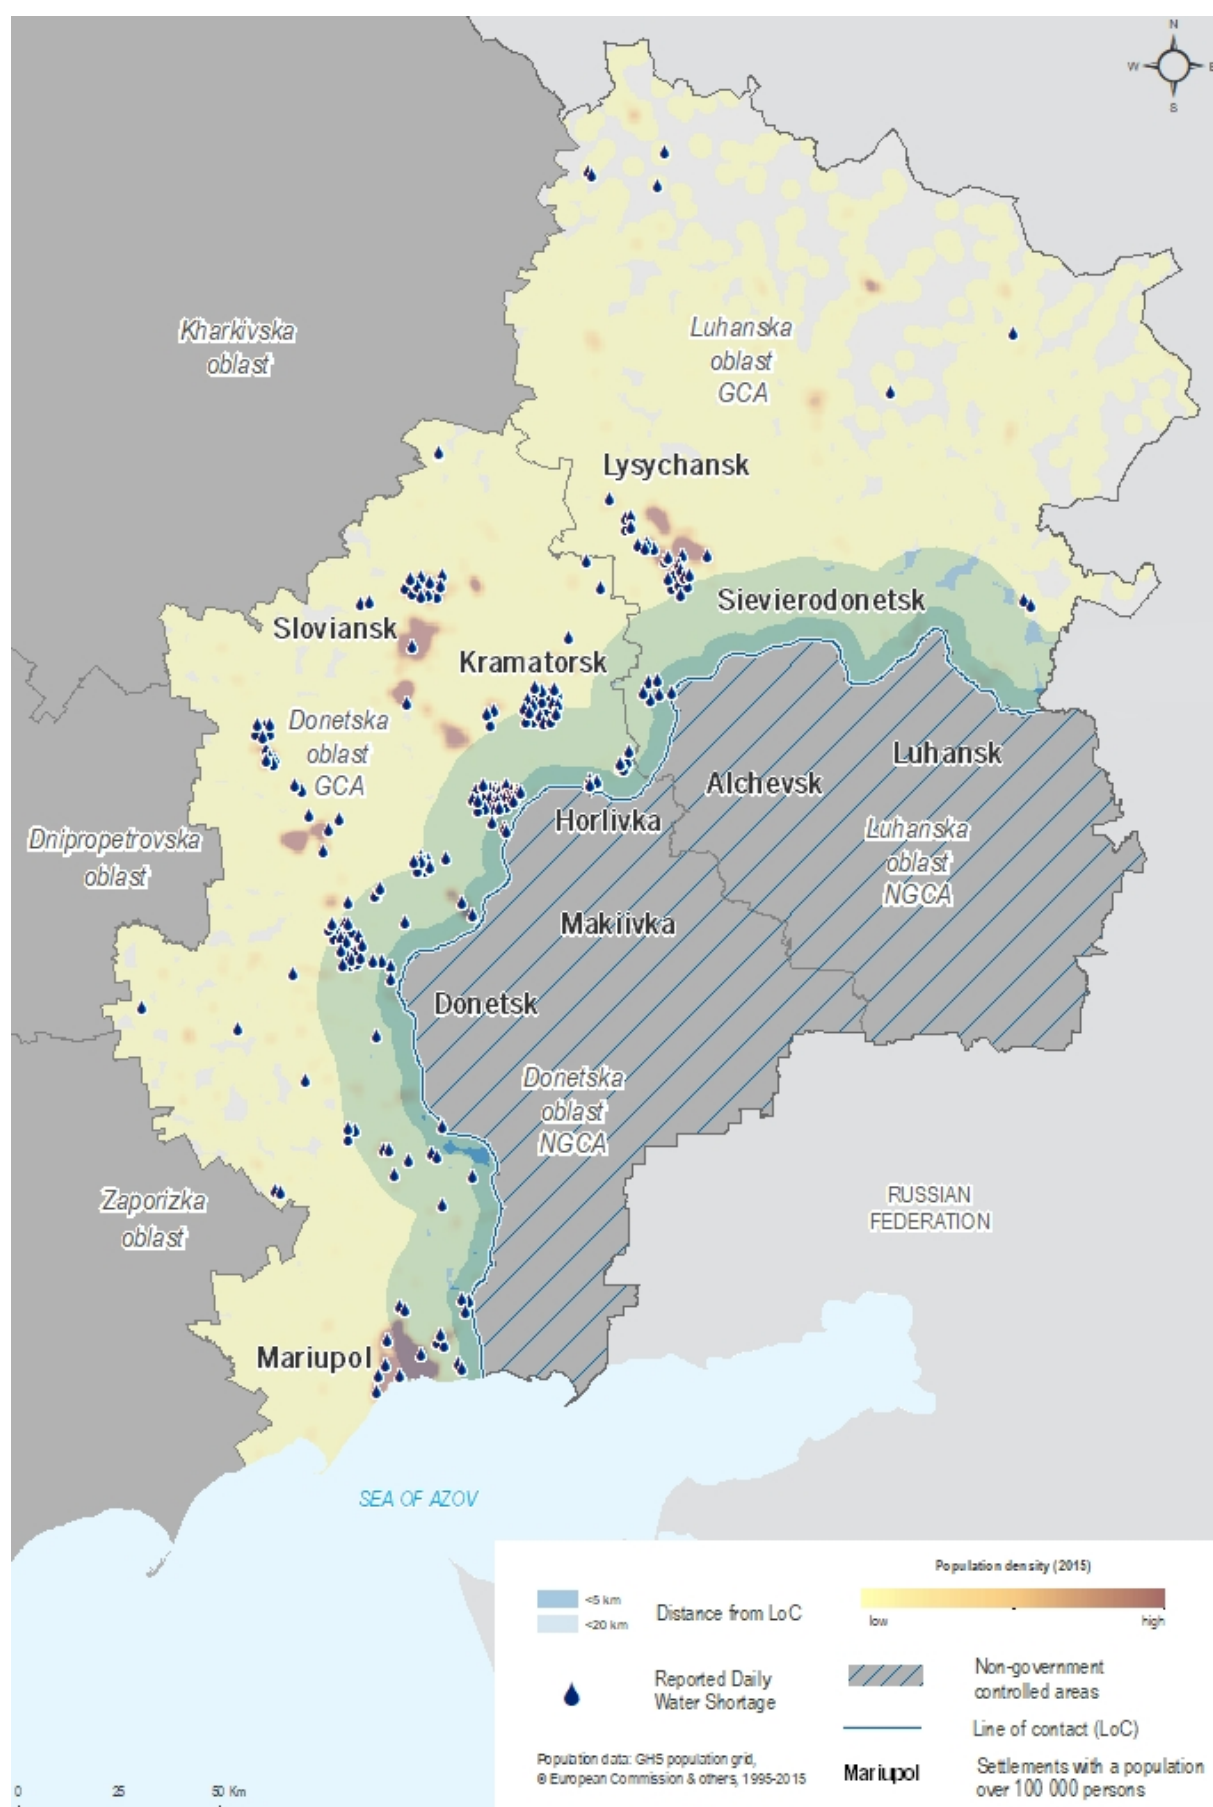 N
W
E
S
Kharkivska
oblast
Luhanska
oblast
GCA
Lysychansk
Sievierodonetsk
Sloviansk
Kramatorsk
Donetska
oblast
GCA
Luhansk
Alchevsk
Horlivka
Luhanska
oblast
NGCA
Dnipropetrovska
oblast
Makiivka
Donetsk
Donetska
oblast
NGCA
Zaporizka
oblast
RUSSIAN
FEDERATION
Mariupol
SEA OF AZOV
Population density (2015)
low
high
<5 km
<20 km
Distance from LoC
Reported Daily
Water Shortage
Non-government
controlled areas
Line of contact (LoC)
Population data: GHS population grid,
© European Commission & others, 1995-2015
Mariupol
Settlements with a population
over 100 000 persons
0 25 50 Km